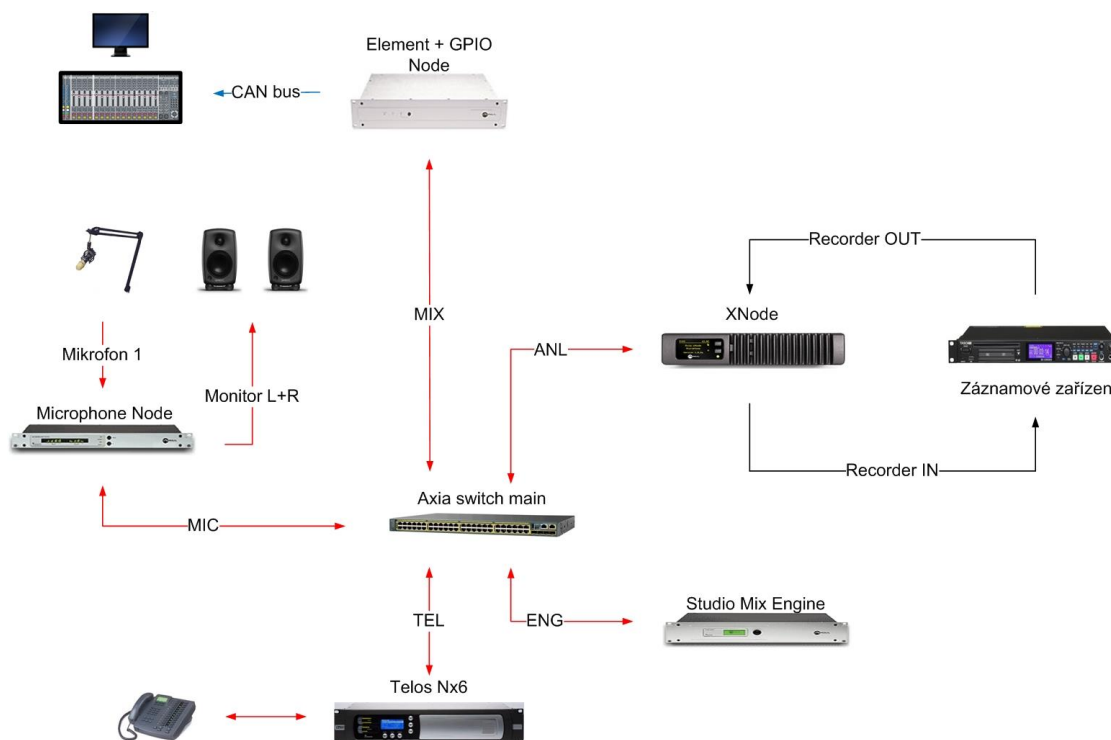 Element + GPIO
Node
CAN bus
Recorder OUT
MIX
XNode
ANL
Mikrofon 1
Monitor L+R
Microphone Node
Záznamové zařízen
Recorder IN
Axia switch main
MIC
Studio Mix Engine
TEL
ENG
Telos Nx6